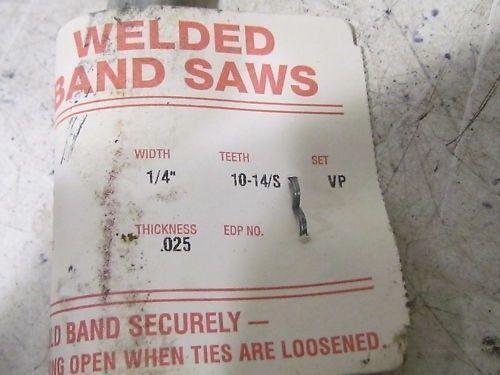 WELDED
BAND SAWS
WIDTH TEETH SET
1/4" 10-14/S VP
THICKNESS EDP NO.
.025
BAND SECURELY —
OPEN WHEN TIES ARE LOOSENED.